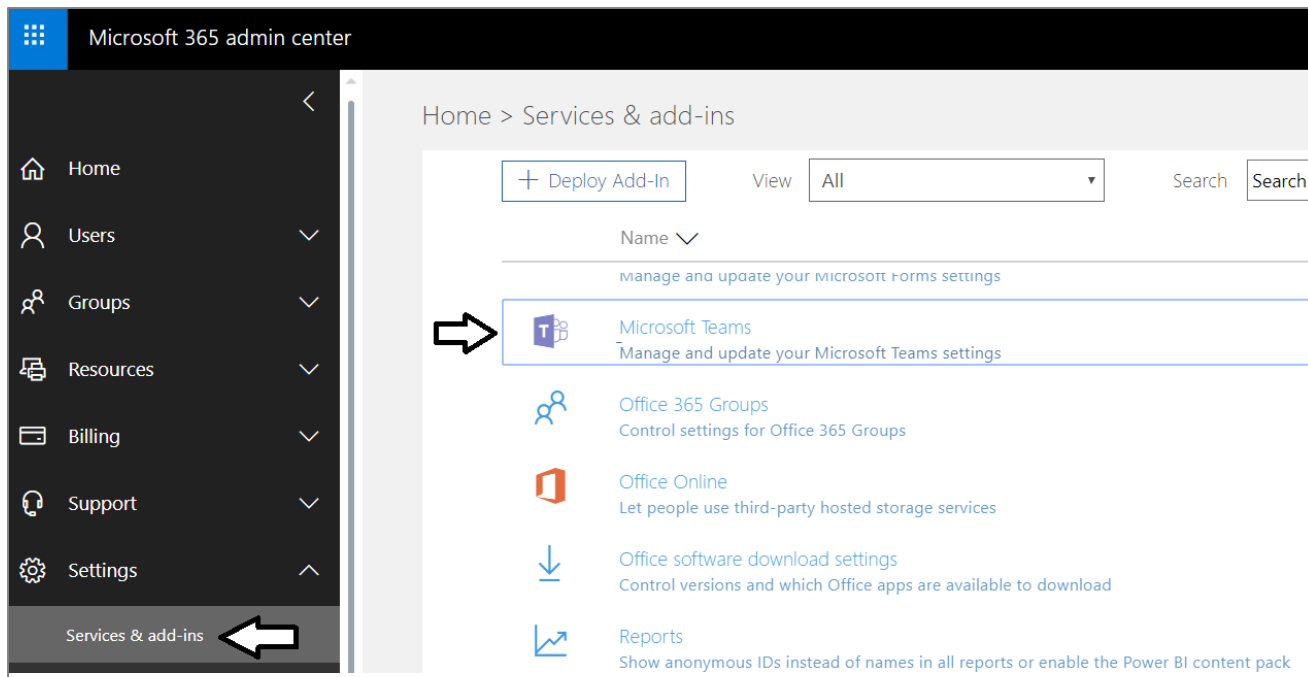 Microsoft 365 admin center
Home > Services & add-ins
Home
Users
Groups
Resources
Billing
Support
Settings
Services & add-ins
+ Deploy Add-In
View
All
Search
Search
Name
Manage and update your Microsoft Forms settings
T
Microsoft Teams
Manage and update your Microsoft Teams settings
Office 365 Groups
Control settings for Office 365 Groups
Office Online
Let people use third-party hosted storage services
Office software download settings
Control versions and which Office apps are available to download
Reports
Show anonymous IDs instead of names in all reports or enable the Power BI content pack